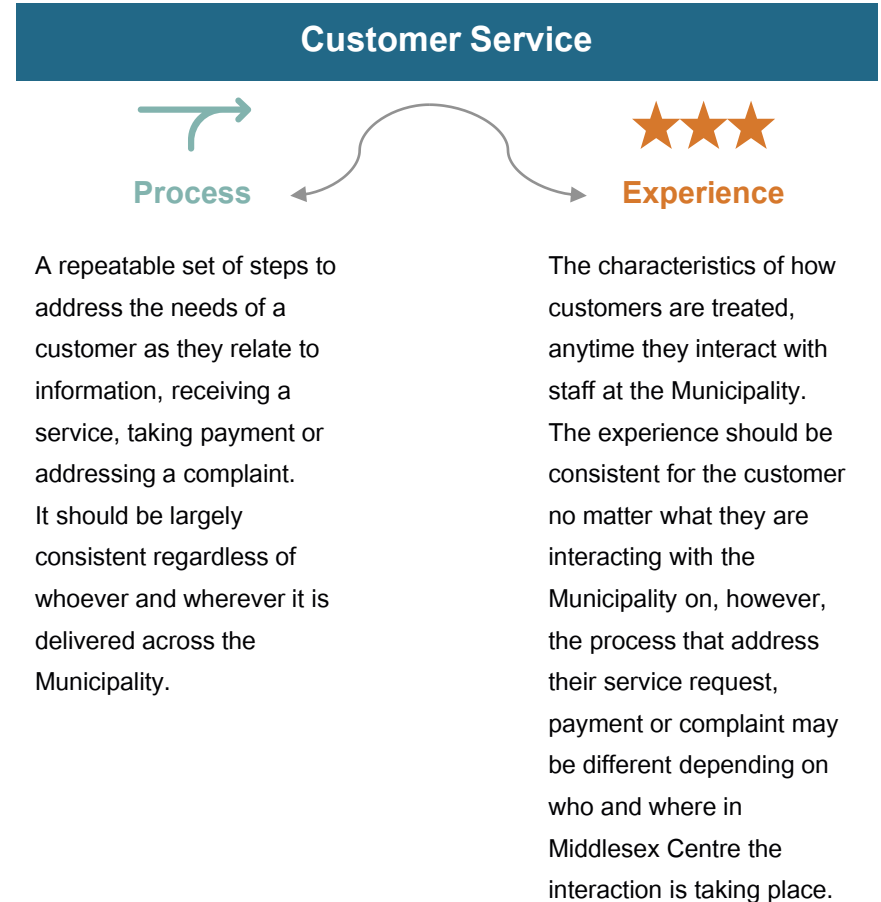 Customer Service
Process
Experience
A repeatable set of steps to
address the needs of a
customer as they relate to
information, receiving a
service, taking payment or
addressing a complaint.
It should be largely
consistent regardless of
whoever and wherever it is
delivered across the
Municipality.
The characteristics of how
customers are treated,
anytime they interact with
staff at the Municipality.
The experience should be
consistent for the customer
no matter what they are
interacting with the
Municipality on, however,
the process that address
their service request,
payment or complaint may
be different depending on
who and where in
Middlesex Centre the
interaction is taking place.